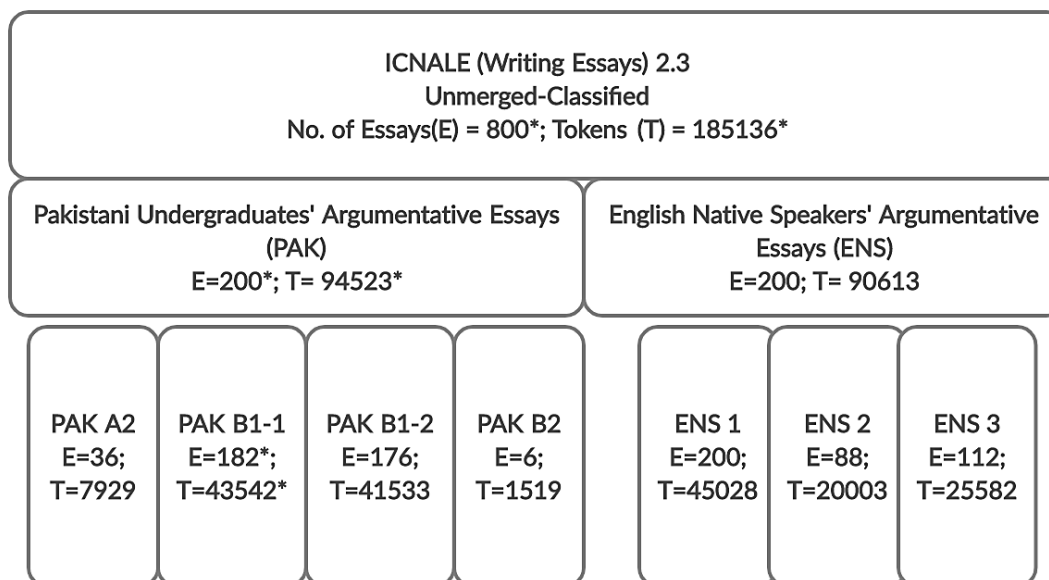 ICNALE (Writing Essays) 2.3
Unmerged-Classified
No. of Essays(E) = 800*; Tokens (T) = 185136*
Pakistani Undergraduates' Argumentative Essays
(PAK)
E=200*; T= 94523*
English Native Speakers' Argumentative
Essays (ENS)
E=200; T= 90613
PAK A2
E=36;
T=7929
PAK B1-1
E=182*;
T=43542*
PAK B1-2
E=176;
T=41533
PAK B2
E=6;
T=1519
ENS 1
E=200;
T=45028
ENS 2
E=88;
T=20003
ENS 3
E=112;
T=25582